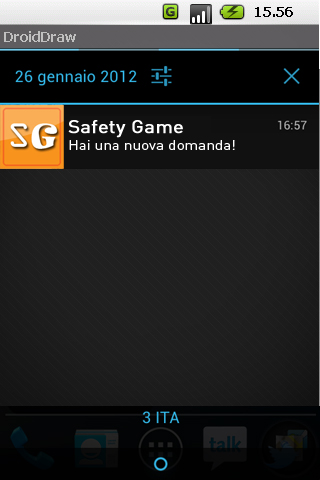 G
15.56
DroidDraw
26 gennaio 2012
SG
Safety Game
16:57
Hai una nuova domanda!
3 ITA
talk